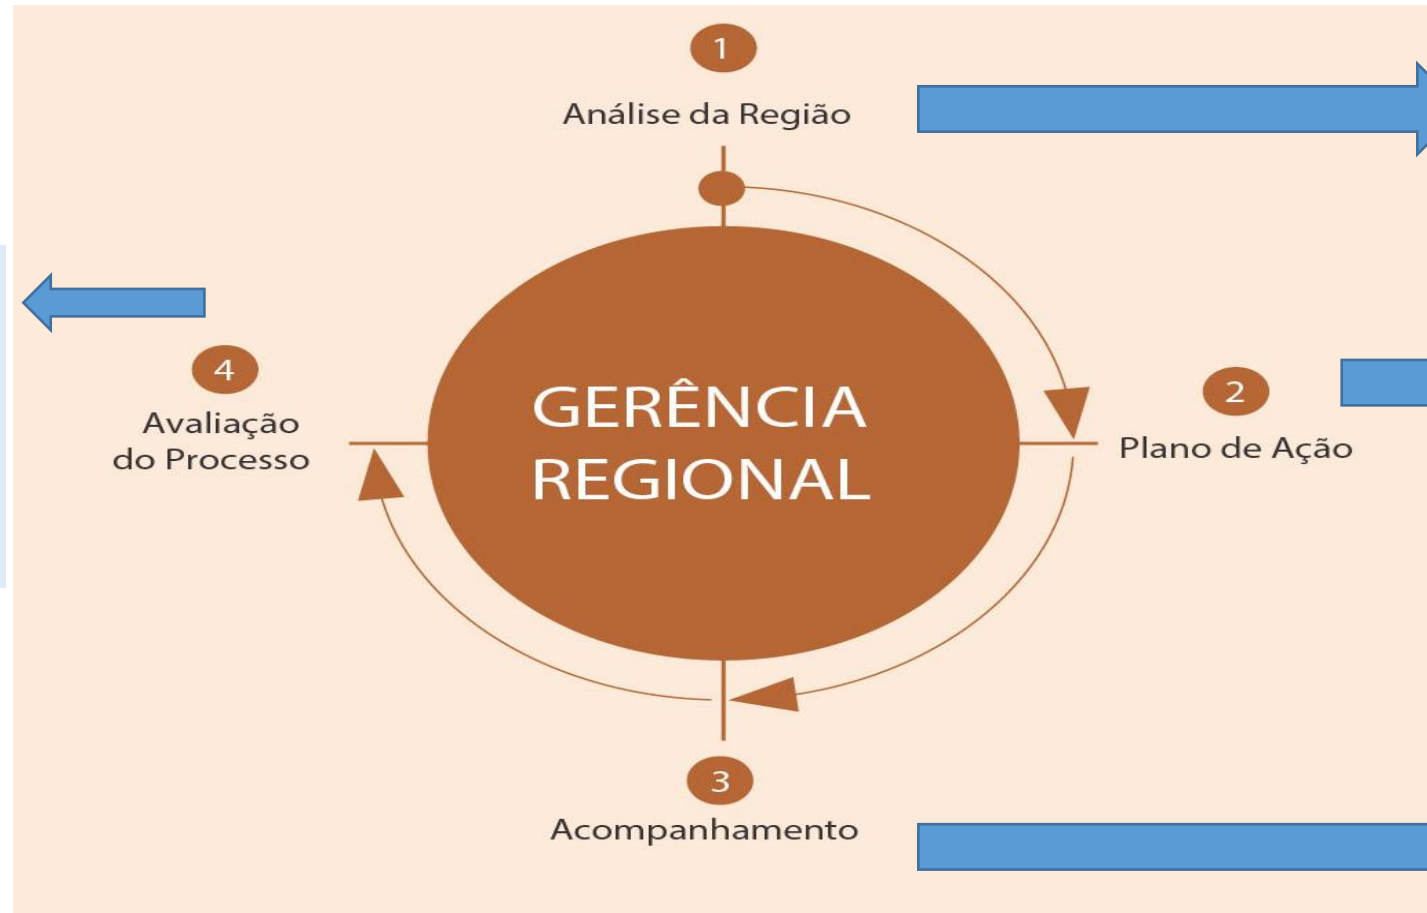 1
Análise da Região
4
Avaliação
do Processo
GERÊNCIA
REGIONAL
2
Plano de Ação
3
Acompanhamento